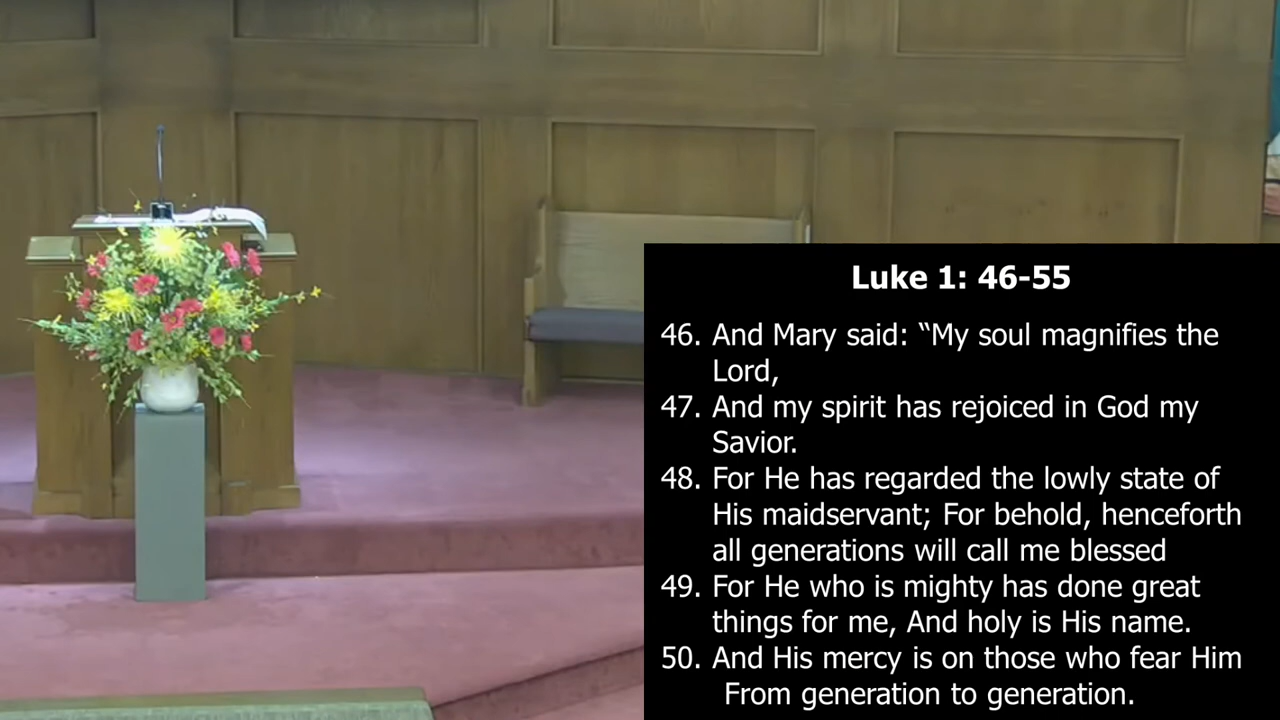 Luke 1: 46-55
46. And Mary said: “My soul magnifies the
Lord,
47. And my spirit has rejoiced in God my
Savior.
48. For He has regarded the lowly state of
His maidservant; For behold, henceforth
all generations will call me blessed
49. For He who is mighty has done great
things for me, And holy is His name.
50. And His mercy is on those who fear Him
From generation to generation.